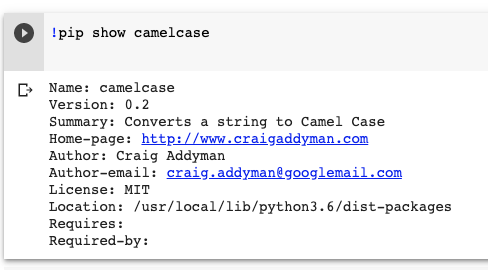 !pip show camelcase
Name: camelcase
Version: 0.2
Summary: Converts a string to Camel Case
Home-page: http://www.craigaddyman.com
Author: Craig Addyman
Author-email: craig.addyman@googlemail.com
License: MIT
Location: /usr/local/lib/python3.6/dist-packages
Requires:
Required-by: